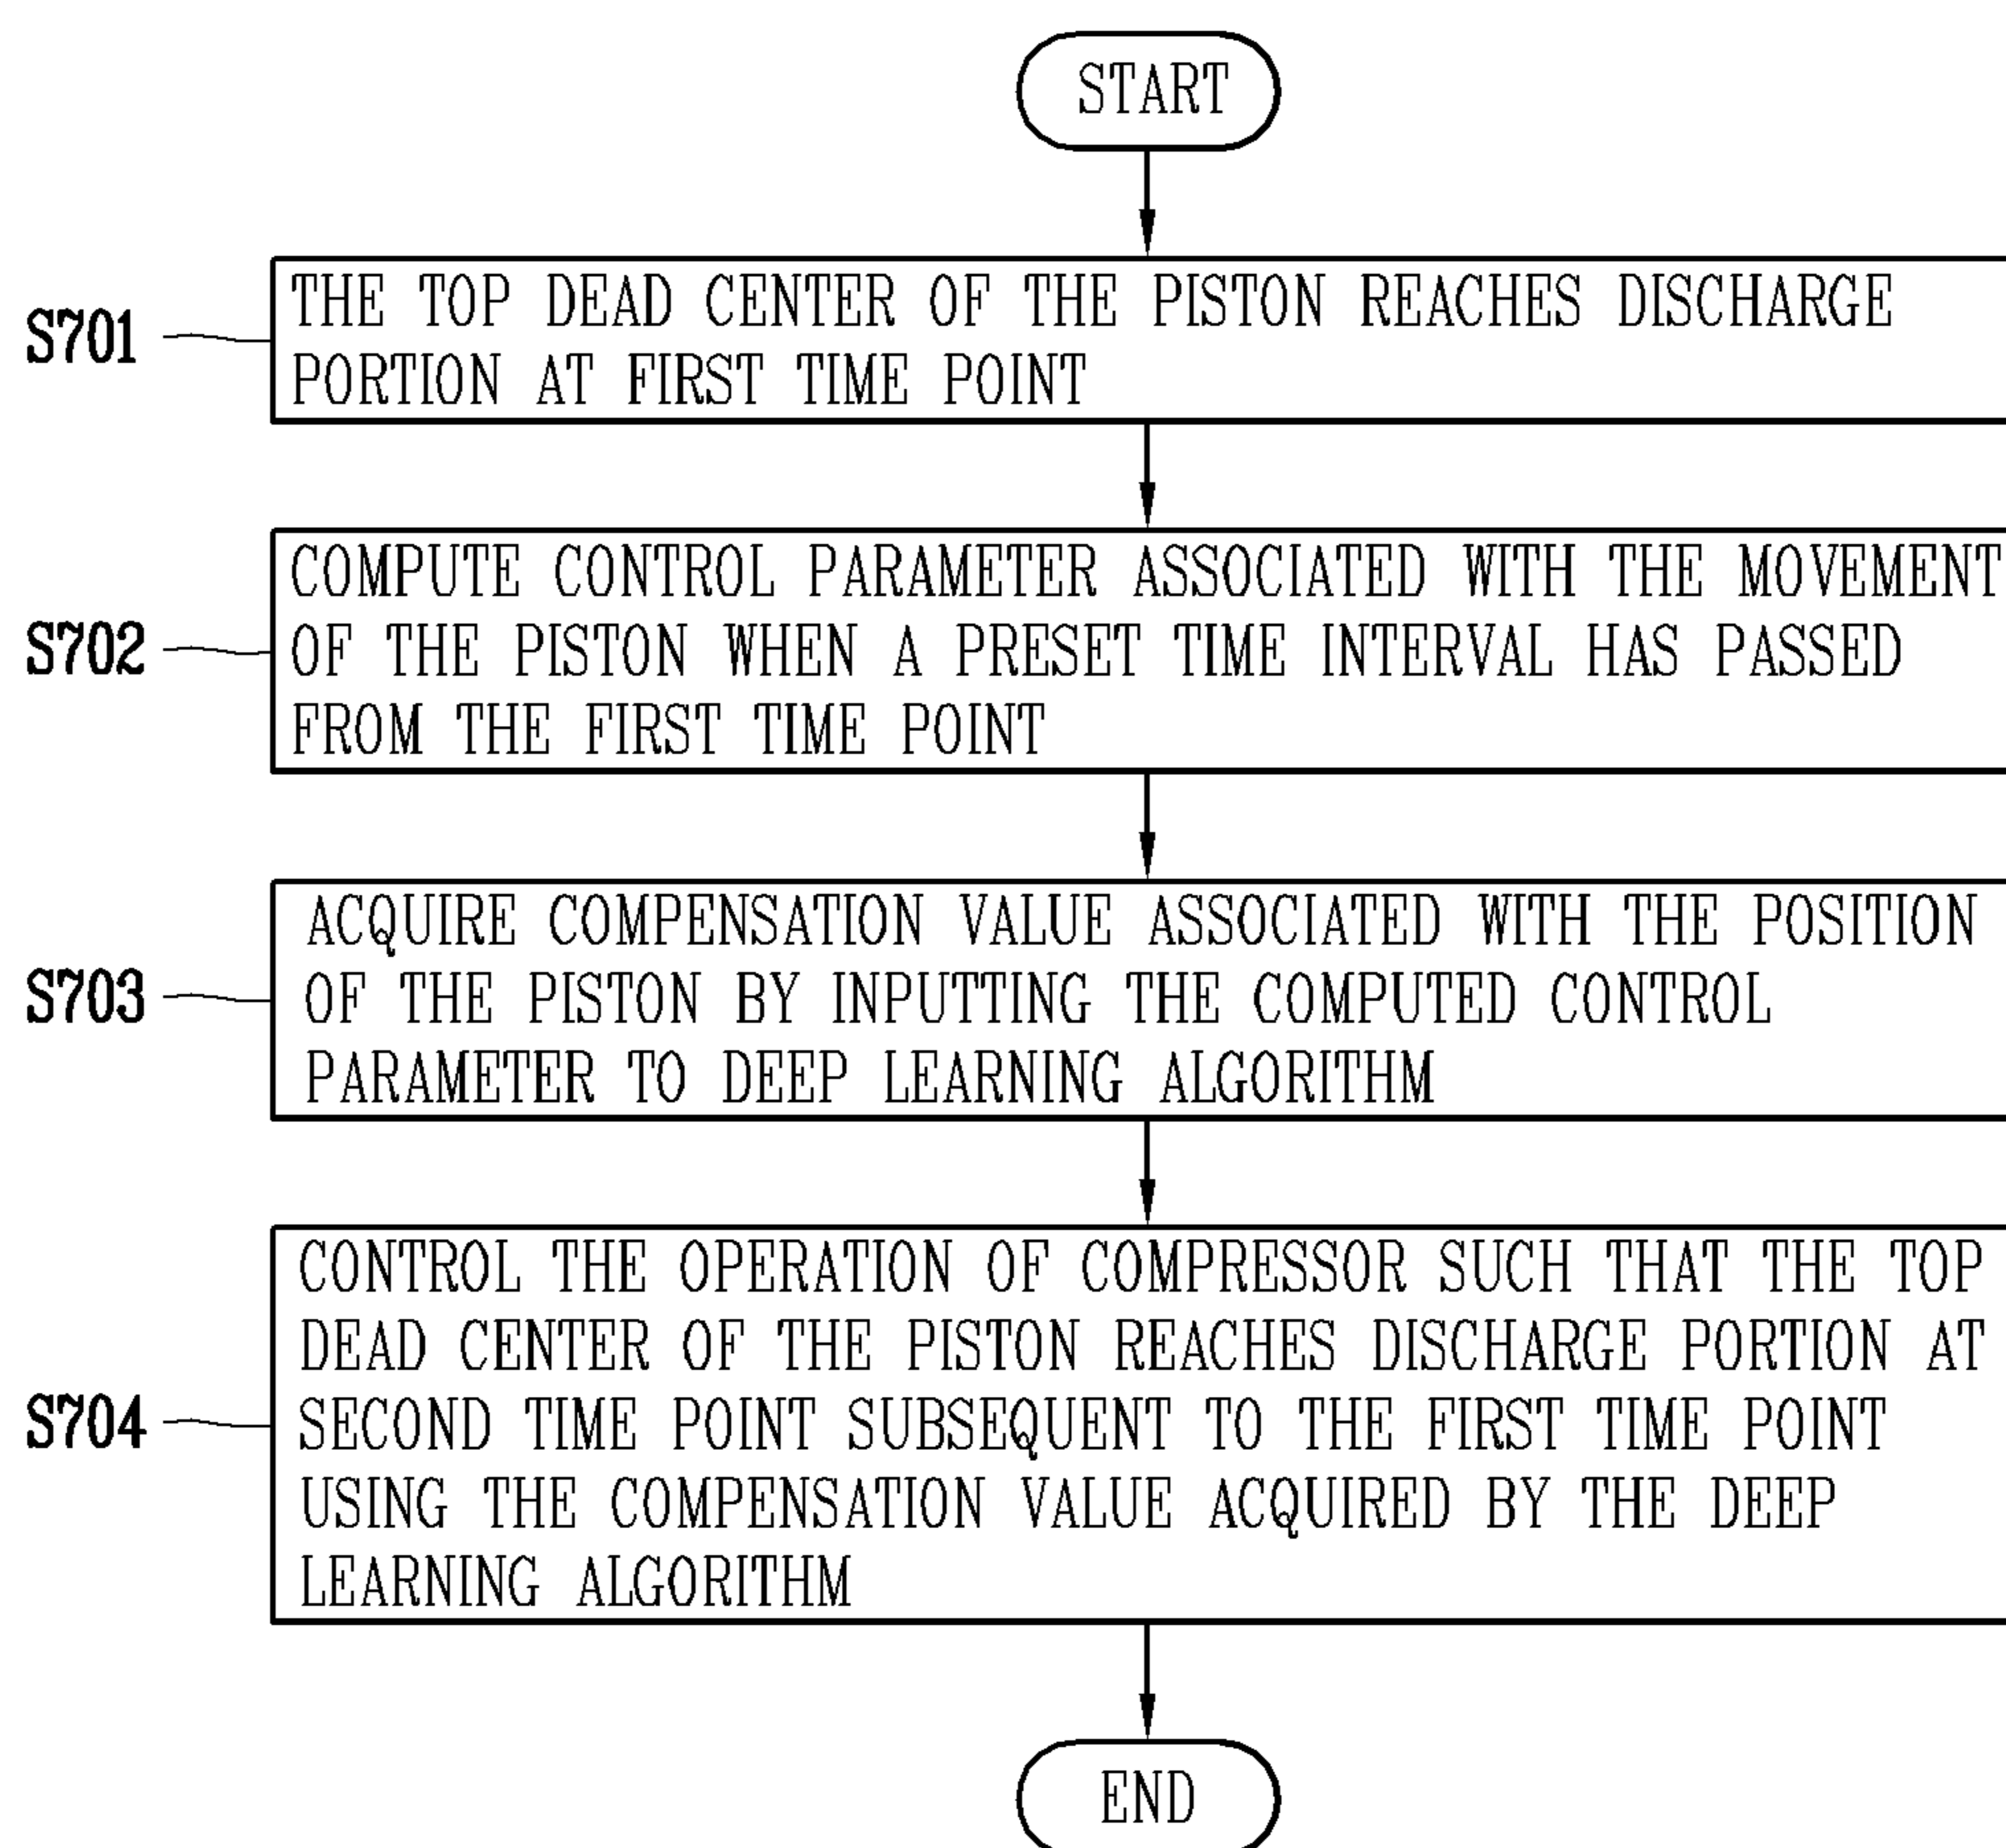 START
S701
THE TOP DEAD CENTER OF THE PISTON REACHES DISCHARGE
PORTION AT FIRST TIME POINT
S702
COMPUTE CONTROL PARAMETER ASSOCIATED WITH THE MOVEMENT
OF THE PISTON WHEN A PRESET TIME INTERVAL HAS PASSED
FROM THE FIRST TIME POINT
S703
ACQUIRE COMPENSATION VALUE ASSOCIATED WITH THE POSITION
OF THE PISTON BY INPUTTING THE COMPUTED CONTROL
PARAMETER TO DEEP LEARNING ALGORITHM
S704
CONTROL THE OPERATION OF COMPRESSOR SUCH THAT THE TOP
DEAD CENTER OF THE PISTON REACHES DISCHARGE PORTION AT
SECOND TIME POINT SUBSEQUENT TO THE FIRST TIME POINT
USING THE COMPENSATION VALUE ACQUIRED BY THE DEEP
LEARNING ALGORITHM
END